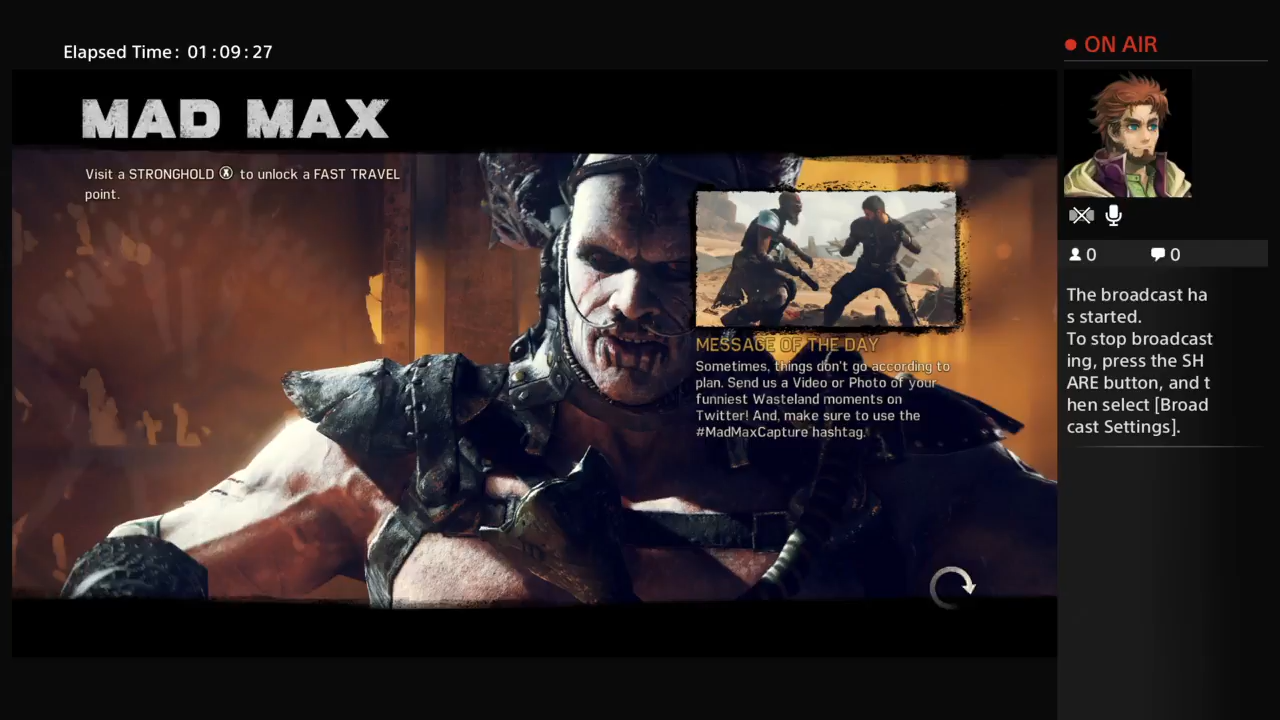 Elapsed Time: 01:09:27
ON AIR
MAD MAX
Visit a STRONGHOLD to unlock a FAST TRAVEL
point.
MESSAGE OF THE DAY
Sometimes, things don't go according to
plan. Send us a Video or Photo of your
funniest Wasteland moments on
Twitter! And, make sure to use the
#MadMaxCapture hashtag.
0 0
The broadcast ha
s started.
To stop broadcast
ing, press the SH
ARE button, and t
hen select [Broad
cast Settings].